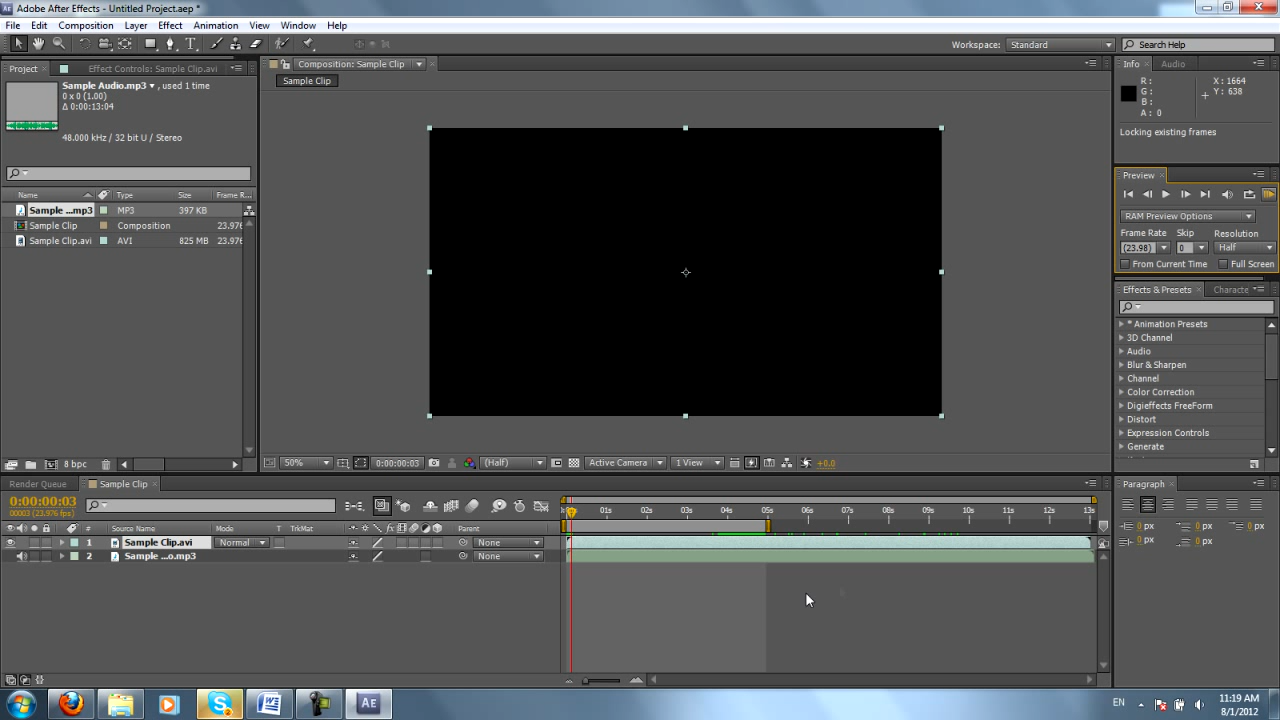 Adobe After Effects - Untitled Project.aep *
File Edit Composition Layer Effect Animation View Window Help
Workspace: Standard Search Help
Project Effect Controls: Sample Clip.avi
Sample Audio.mp3 , used 1 time
0 x 0 (1.00)
Δ 0:00:13:04
48.000 kHz / 32 bit U / Stereo
Name Type Size Frame R...
Sample ...mp3 MP3 397 KB
Sample Clip Composition 23.976
Sample Clip.avi AVI 825 MB 23.976
8 bpc
Composition: Sample Clip
Sample Clip
50% 0:00:00:03 (Half) Active Camera 1 View +0.0
Info Audio
R : X : 1664
G : Y : 638
B :
A : 0
Locking existing frames
Preview
RAM Preview Options
Frame Rate Skip Resolution
(23.98) 0 Half
From Current Time Full Screen
Effects & Presets Characte
* Animation Presets
3D Channel
Audio
Blur & Sharpen
Channel
Color Correction
Digieffects FreeForm
Distort
Expression Controls
Generate
Render Queue Sample Clip
0:00:00:03
00003 (23.976 fps)
# Source Name Mode T TrkMat Parent
1 Sample Clip.avi Normal None
2 Sample ...o.mp3 None
01s 02s 03s 04s 05s 06s 07s 08s 09s 10s 11s 12s 13s
Paragraph
0 px 0 px 0 px
0 px 0 px
EN 11:19 AM
8/1/2012